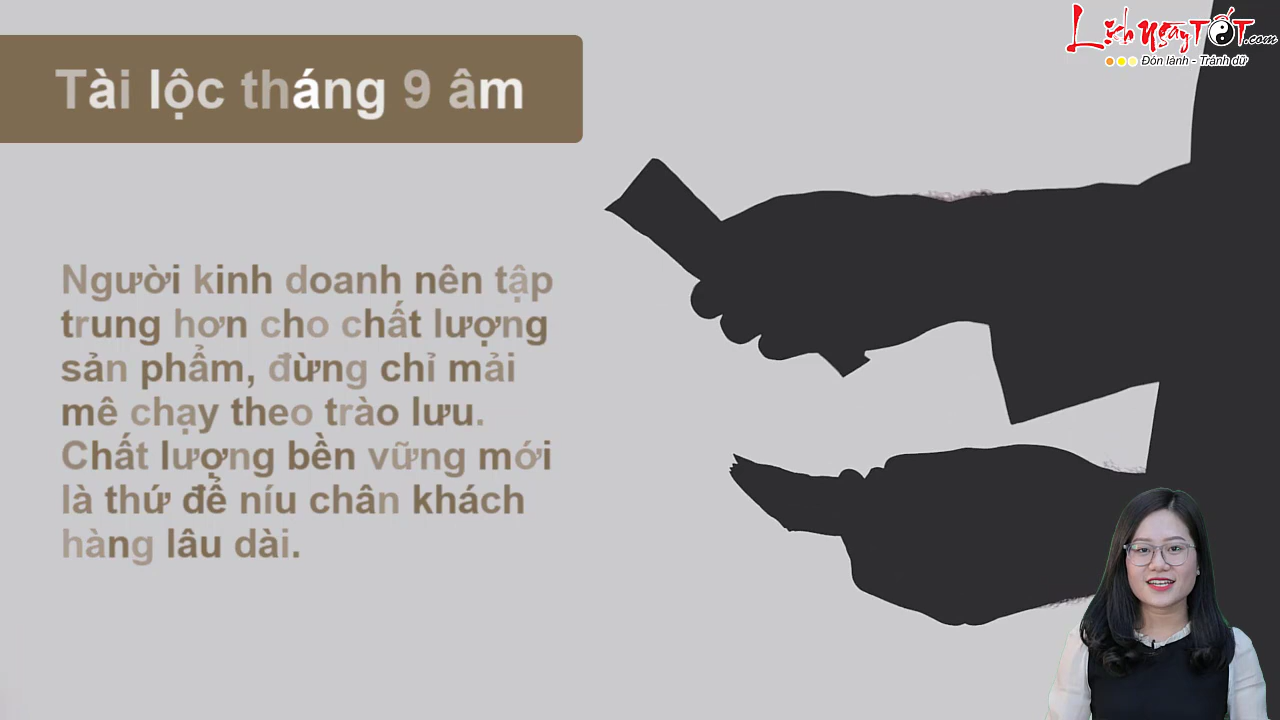 LịchngàyTỐT.com
Đón lành - Tránh dữ
Tài lộc tháng 9 âm
Người kinh doanh nên tập
trung hơn cho chất lượng
sản phẩm, đừng chỉ mải
mê chạy theo trào lưu.
Chất lượng bền vững mới
là thứ để níu chân khách
hàng lâu dài.